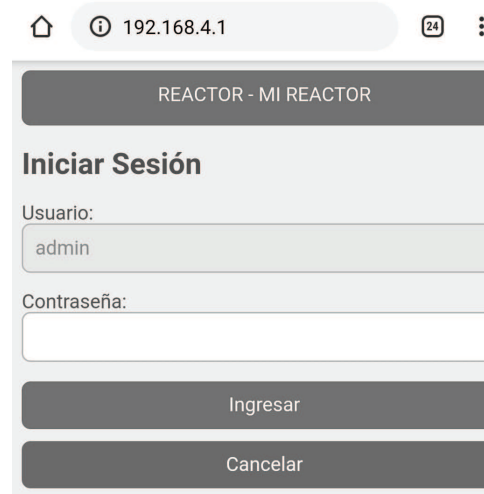 192.168.4.1
24
REACTOR - MI REACTOR
Iniciar Sesión
Usuario:
admin
Contraseña:
Ingresar
Cancelar